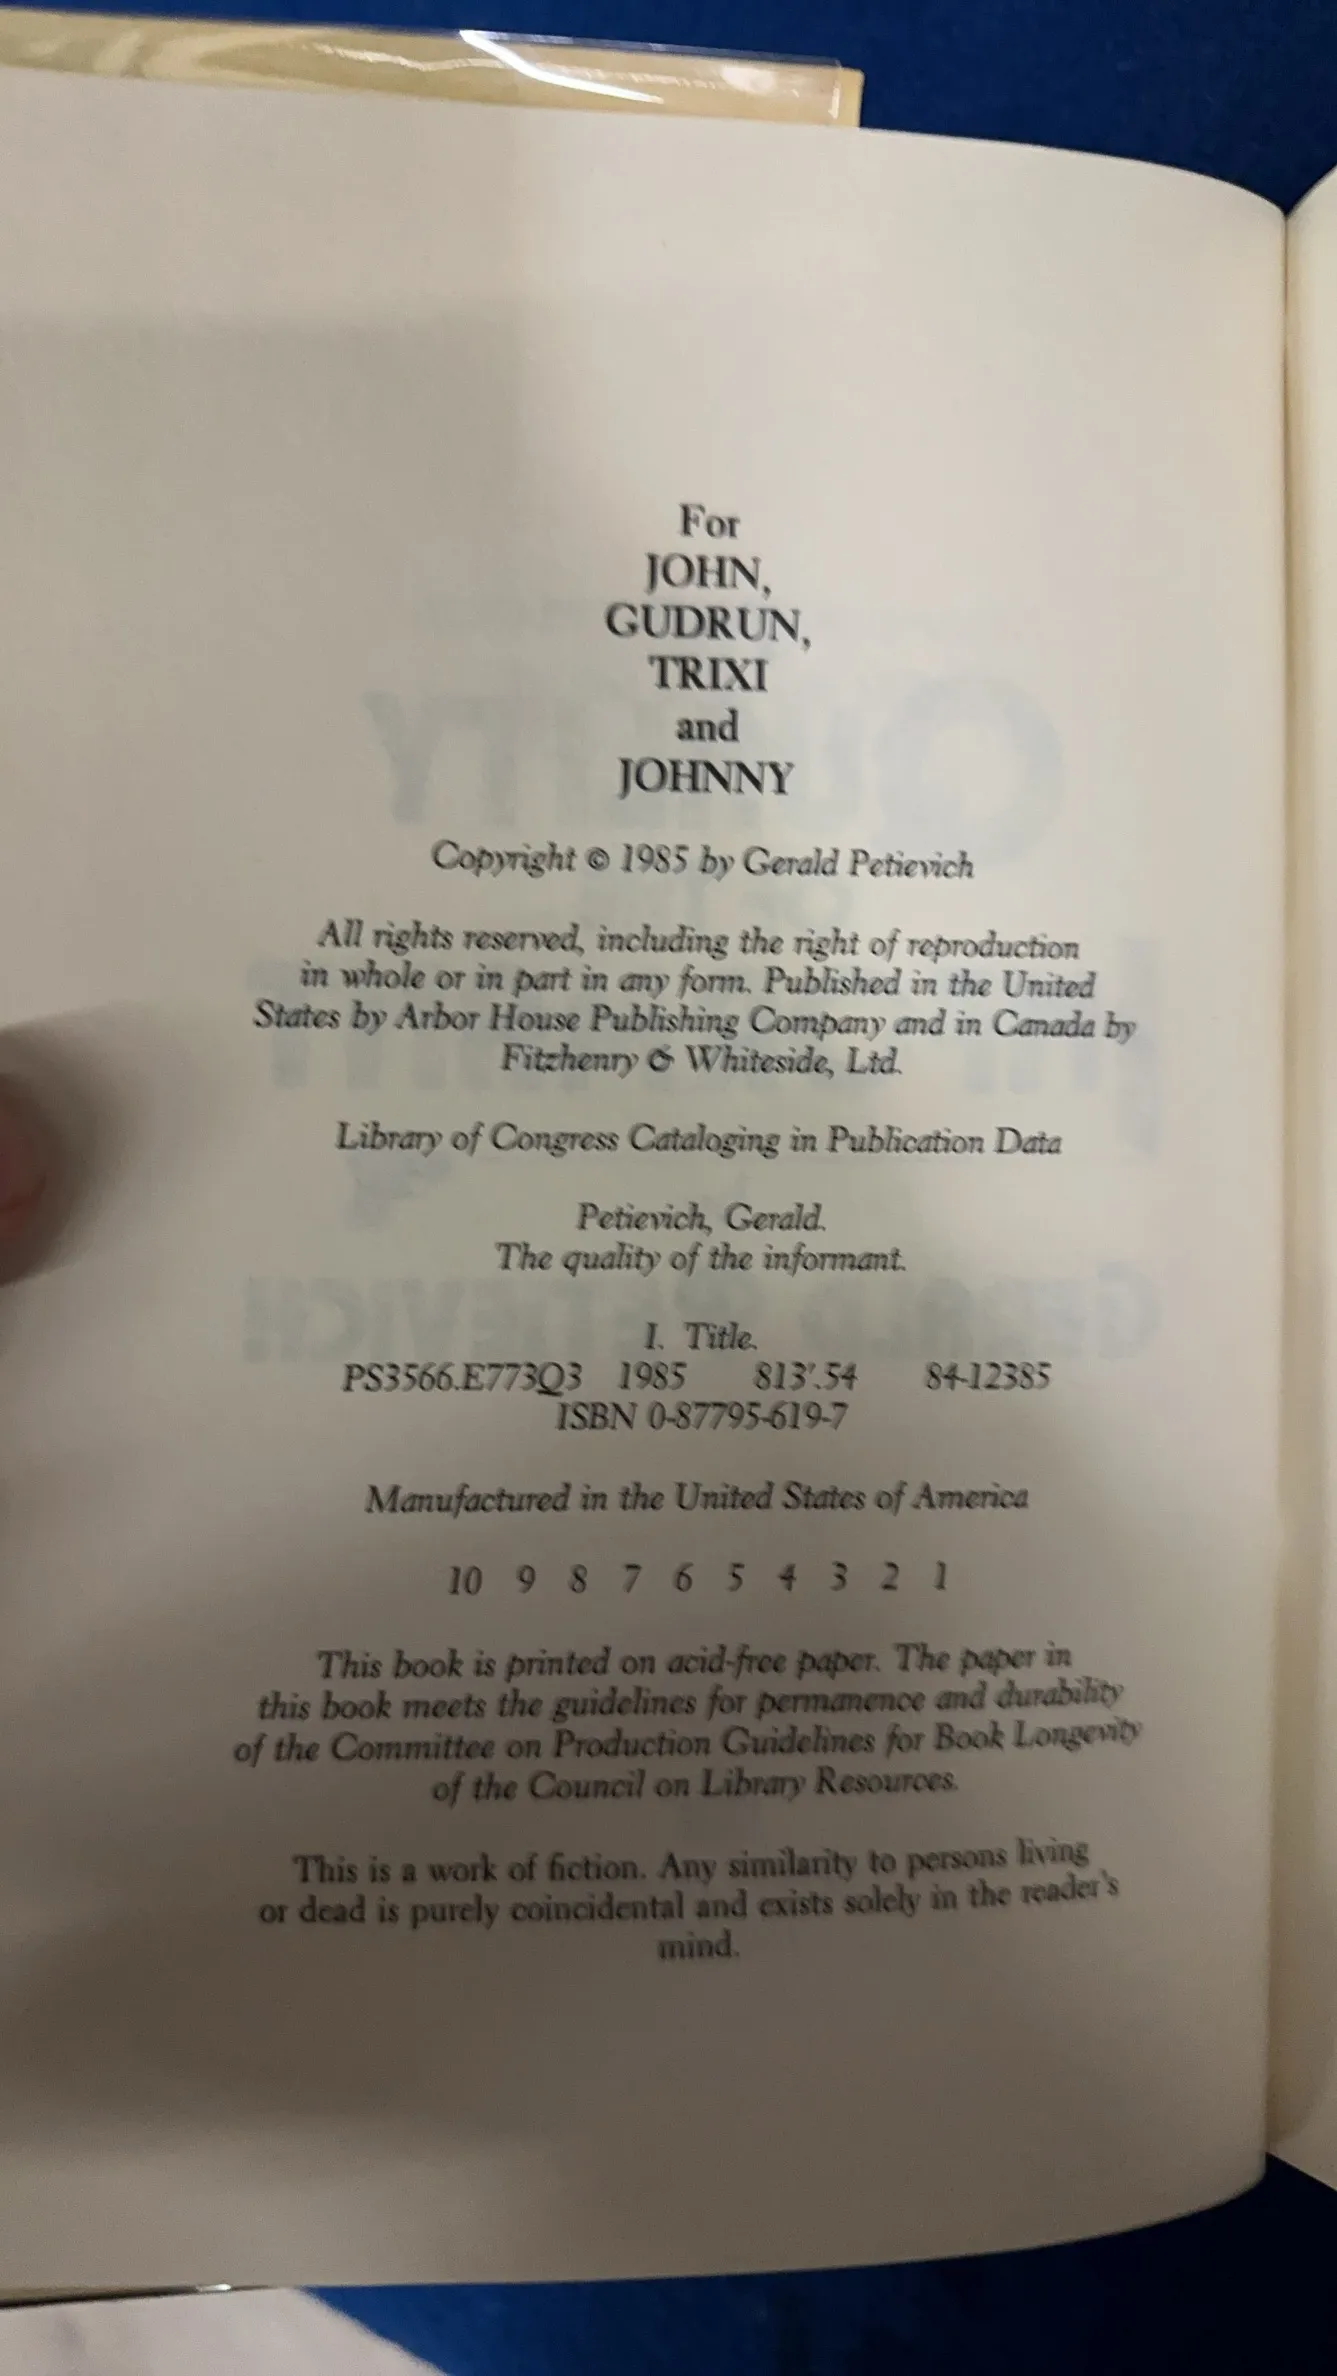 For
JOHN,
GUDRUN,
TRIXI
and
JOHNNY
Copyright © 1985 by Gerald Petievich
All rights reserved, including the right of reproduction
in whole or in part in any form. Published in the United
States by Arbor House Publishing Company and in Canada by
Fitzhenry & Whiteside, Ltd.
Library of Congress Cataloging in Publication Data
Petievich, Gerald.
The quality of the informant.
I. Title.
PS3566.E773Q3 1985 813'.54 84-12385
ISBN 0-87795-619-7
Manufactured in the United States of America
10 9 8 7 6 5 4 3 2 1
This book is printed on acid-free paper. The paper in
this book meets the guidelines for permanence and durability
of the Committee on Production Guidelines for Book Longevity
of the Council on Library Resources.
This is a work of fiction. Any similarity to persons living
or dead is purely coincidental and exists solely in the reader's
mind.